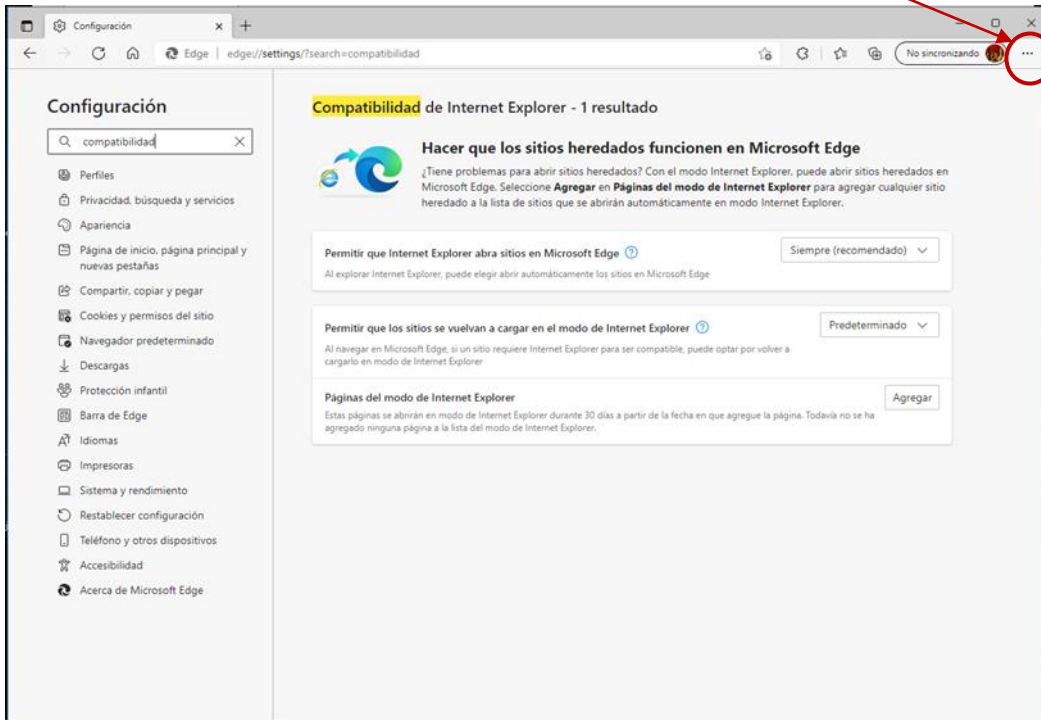 Configuración
Edge | edge://settings/?search=compatibilidad
No sincronizando
Configuración
compatibilidad
Perfiles
Privacidad, búsqueda y servicios
Apariencia
Página de inicio, página principal y
nuevas pestañas
Compartir, copiar y pegar
Cookies y permisos del sitio
Navegador predeterminado
Descargas
Protección infantil
Barra de Edge
Idiomas
Impresoras
Sistema y rendimiento
Restablecer configuración
Teléfono y otros dispositivos
Accesibilidad
Acerca de Microsoft Edge
Compatibilidad de Internet Explorer - 1 resultado
Hacer que los sitios heredados funcionen en Microsoft Edge
¿Tiene problemas para abrir sitios heredados? Con el modo Internet Explorer, puede abrir sitios heredados en
Microsoft Edge. Seleccione Agregar en Páginas del modo de Internet Explorer para agregar cualquier sitio
heredado a la lista de sitios que se abrirán automáticamente en modo Internet Explorer.
Permitir que Internet Explorer abra sitios en Microsoft Edge
Siempre (recomendado)
Al explorar Internet Explorer, puede elegir abrir automáticamente los sitios en Microsoft Edge
Permitir que los sitios se vuelvan a cargar en el modo de Internet Explorer
Predeterminado
Al navegar en Microsoft Edge, si un sitio requiere Internet Explorer para ser compatible, puede optar por volver a
cargarlo en modo de Internet Explorer
Páginas del modo de Internet Explorer
Agregar
Estas páginas se abrirán en modo de Internet Explorer durante 30 días a partir de la fecha en que agregue la página. Todavía no se ha
agregado ninguna página a la lista del modo de Internet Explorer.